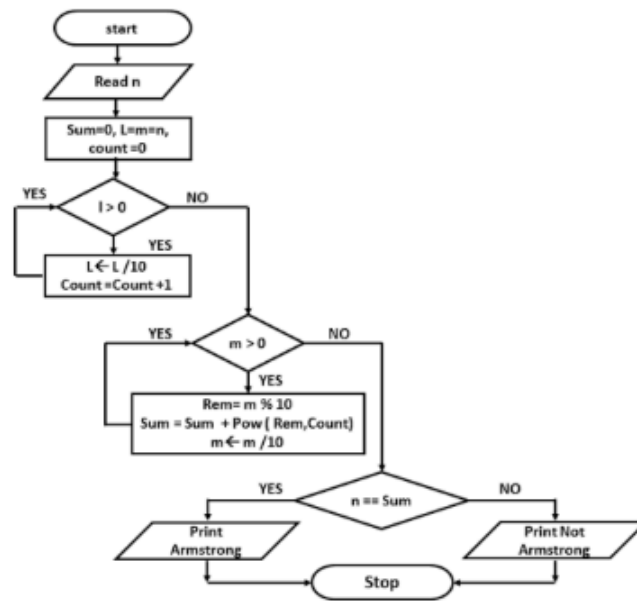 start
Read n
Sum=0, L=m=n,
count =0
YES
l > 0
NO
YES
L← L /10
Count =Count +1
YES
m > 0
NO
YES
Rem= m % 10
Sum = Sum + Pow ( Rem,Count)
m← m /10
YES
n == Sum
NO
Print
Armstrong
Print Not
Armstrong
Stop